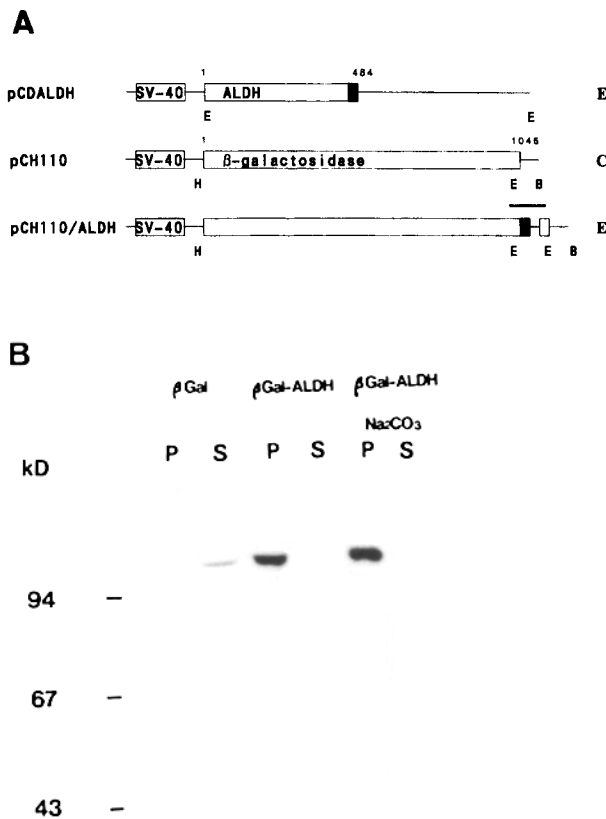 A
1 484
pCDALDH SV-40 ALDH E
E E
1 1046
pCH110 SV-40 β-galactosidase C
H E B
pCH110/ALDH SV-40 E
H E E B
B
βGal βGal-ALDH βGal-ALDH
Na₂CO₃
kD P S P S P S
94 –
67 –
43 –